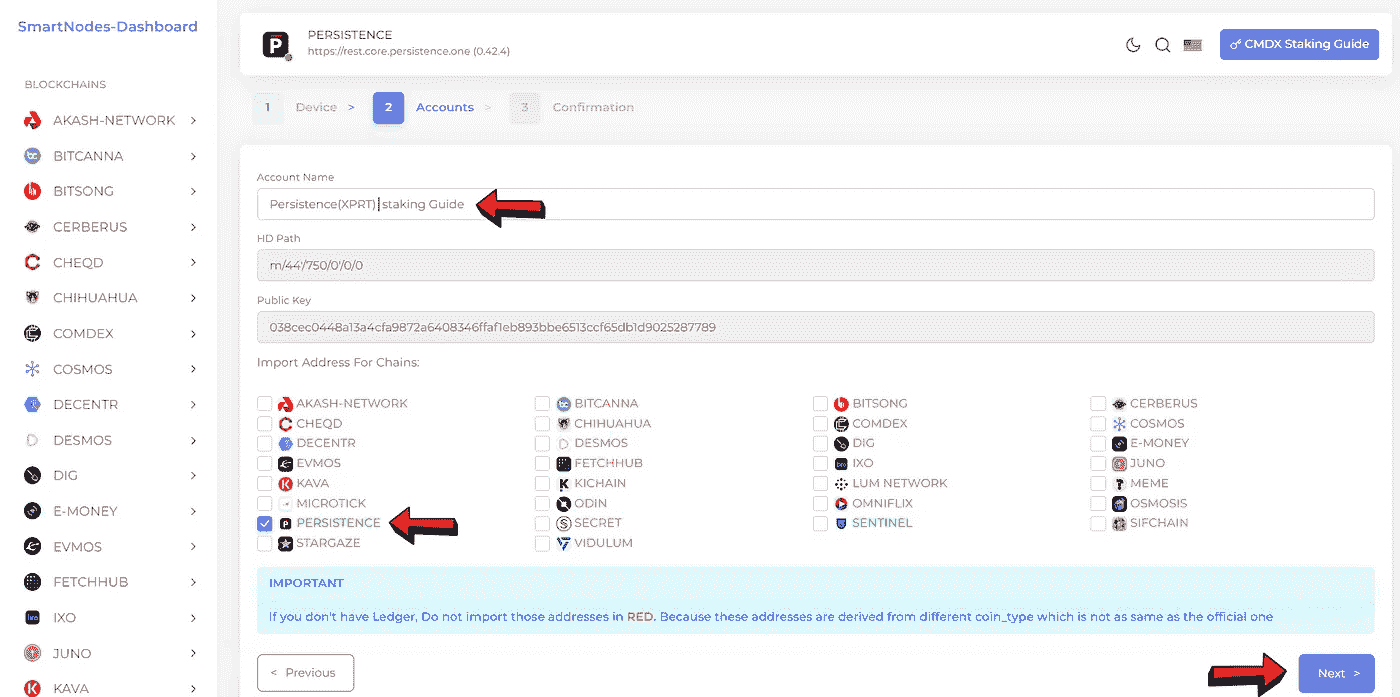 SmartNodes-Dashboard
BLOCKCHAINS
AKASH-NETWORK
BITCANNA
BITSONG
CERBERUS
CHEQD
CHIHUAHUA
COMDEX
COSMOS
DECENTR
DESMOS
DIG
E-MONEY
EVMOS
FETCHHUB
IXO
JUNO
KAVA
PERSISTENCE
https://rest.core.persistence.one (0.42.4)
CMDX Staking Guide
1 Device > 2 Accounts > 3 Confirmation
Account Name
Persistence(XPRT)|staking Guide
HD Path
m/44'/750/0'/0/0
Public Key
038cec0448a13a4cfa9872a6408346ffaf1eb893bbe6513ccf65db1d9025287789
Import Address For Chains:
AKASH-NETWORK BITCANNA BITSONG CERBERUS
CHEQD CHIHUAHUA COMDEX COSMOS
DECENTR DESMOS DIG E-MONEY
EVMOS FETCHHUB IXO JUNO
KAVA KICHAIN LUM NETWORK MEME
MICROTICK ODIN OMNIFLIX OSMOSIS
PERSISTENCE SECRET SENTINEL SIFCHAIN
STARGAZE VIDULUM
IMPORTANT
If you don't have Ledger, Do not import those addresses in RED. Because these addresses are derived from different coin_type which is not as same as the official one
< Previous
Next >